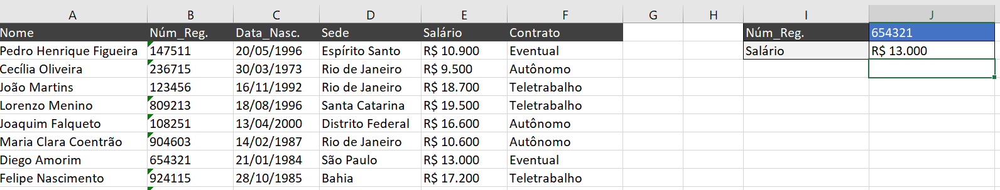 A B C D E F G H I J
Nome Núm_Reg. Data_Nasc. Sede Salário Contrato Núm_Reg. 654321
Pedro Henrique Figueira 147511 20/05/1996 Espírito Santo R$ 10.900 Eventual Salário R$ 13.000
Cecília Oliveira 236715 30/03/1973 Rio de Janeiro R$ 9.500 Autônomo
João Martins 123456 16/11/1992 Rio de Janeiro R$ 18.700 Teletrabalho
Lorenzo Menino 809213 18/08/1996 Santa Catarina R$ 19.500 Teletrabalho
Joaquim Falqueto 108251 13/04/2000 Distrito Federal R$ 16.600 Autônomo
Maria Clara Coentrão 904603 14/02/1987 Rio de Janeiro R$ 10.600 Autônomo
Diego Amorim 654321 21/01/1984 São Paulo R$ 13.000 Eventual
Felipe Nascimento 924115 28/10/1985 Bahia R$ 17.200 Teletrabalho